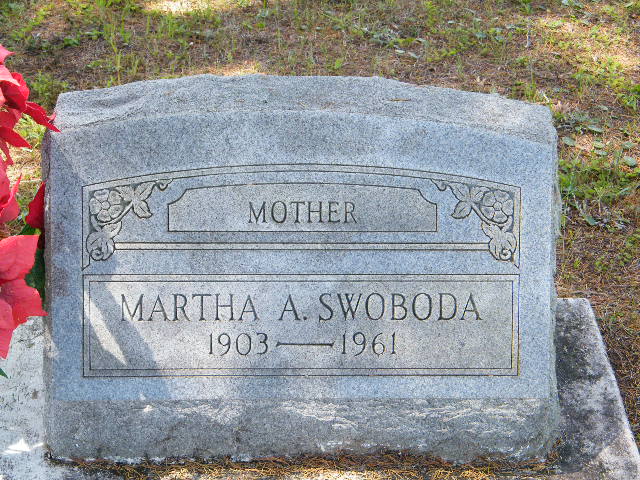 MOTHER
MARTHA A. SWOBODA
1903 — 1961